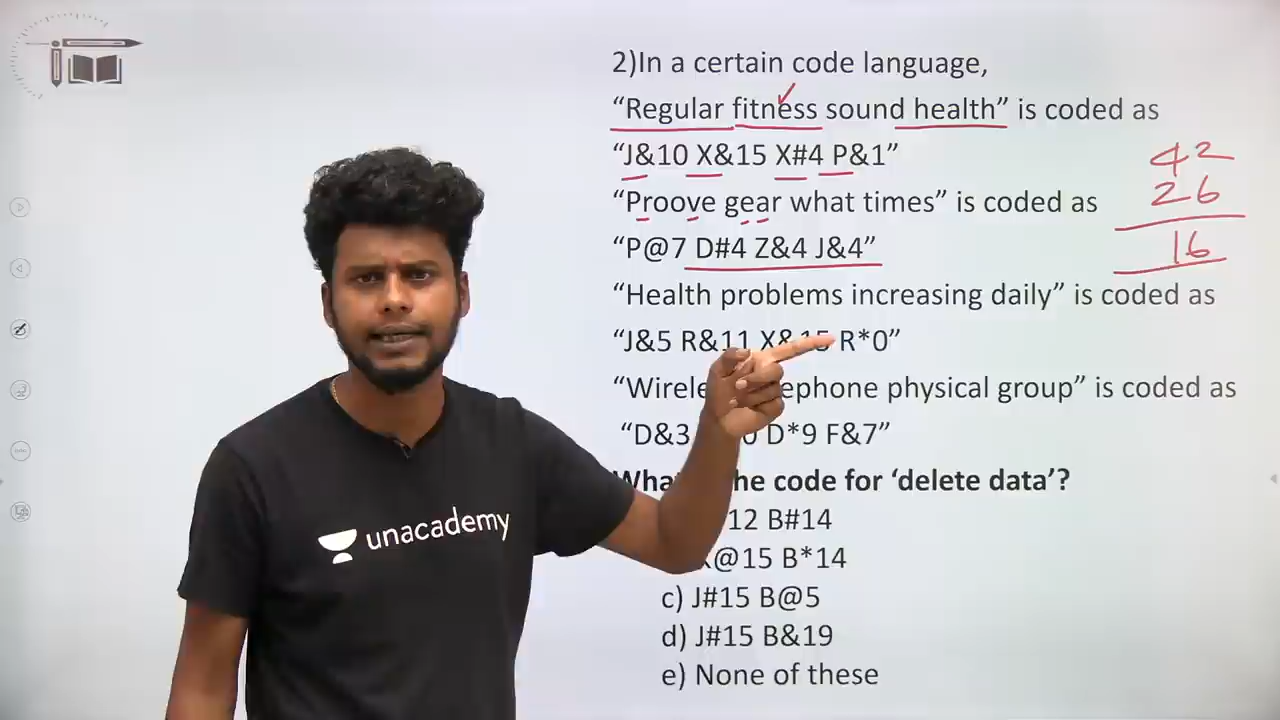 2)In a certain code language,
“Regular fitness sound health” is coded as
“J&10 X&15 X#4 P&1”
“Proove gear what times” is coded as
“P@7 D#4 Z&4 J&4”
“Health problems increasing daily” is coded as
“J&5 R&11 X&15 R*0”
physical group” is coded as
“D&3 D*9 F&7”
code for ‘delete data’?
12 B#14
@15 B*14
c) J#15 B@5
d) J#15 B&19
e) None of these
42
26
16
unacademy